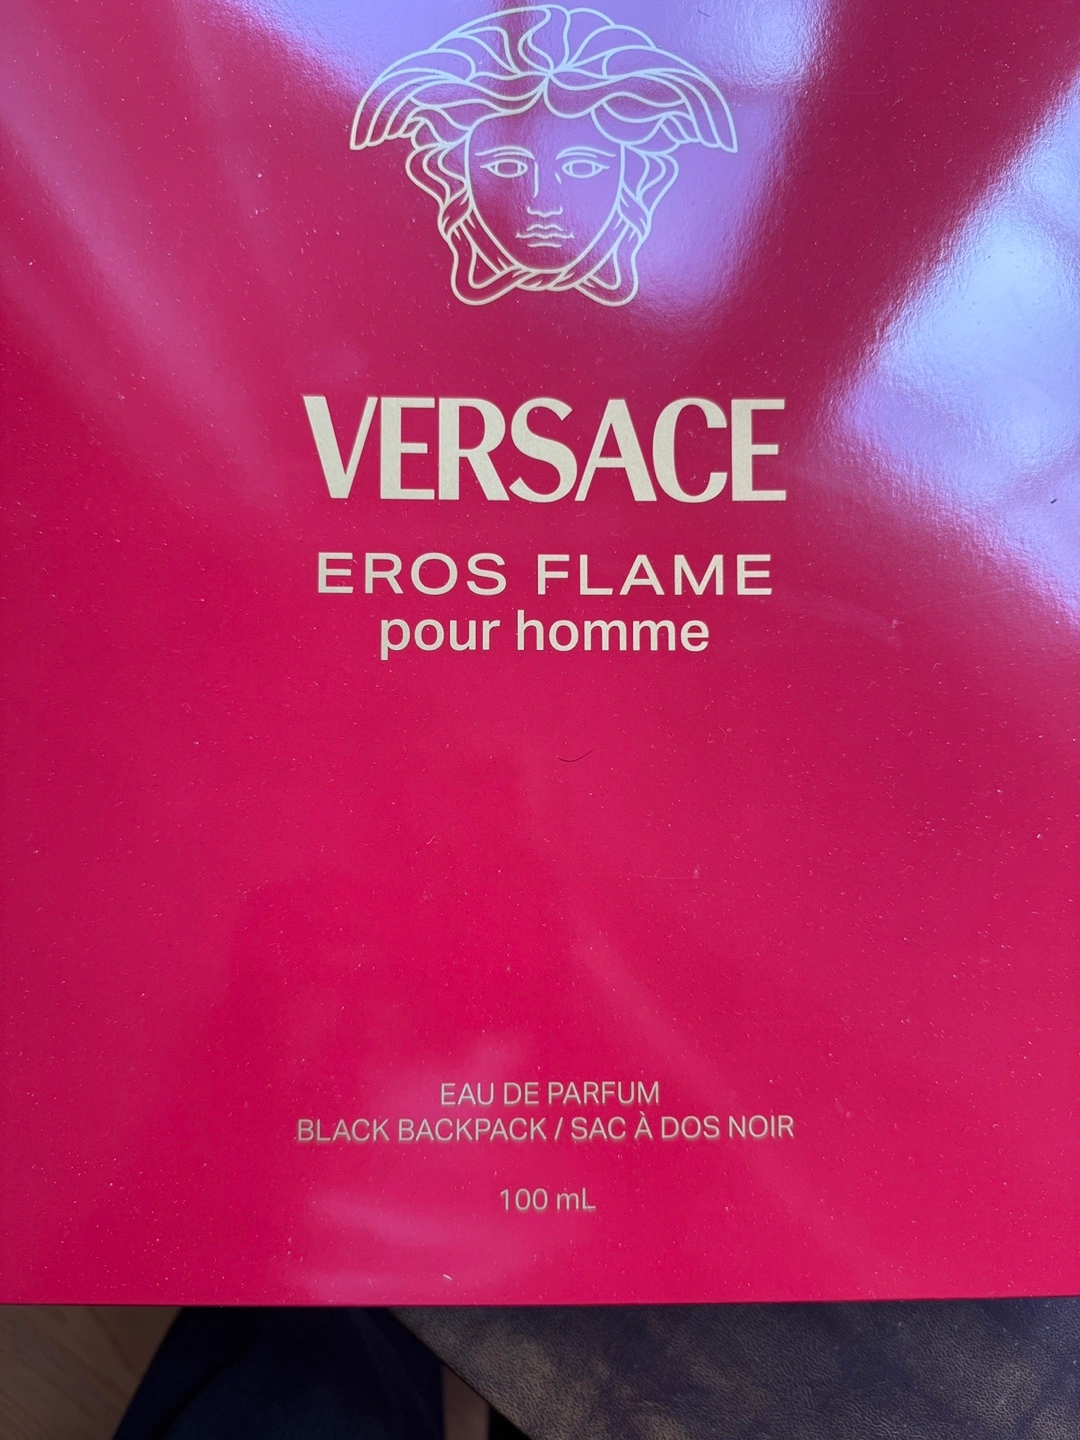 VERSACE
EROS FLAME
pour homme
EAU DE PARFUM
BLACK BACKPACK / SAC À DOS NOIR
100 mL